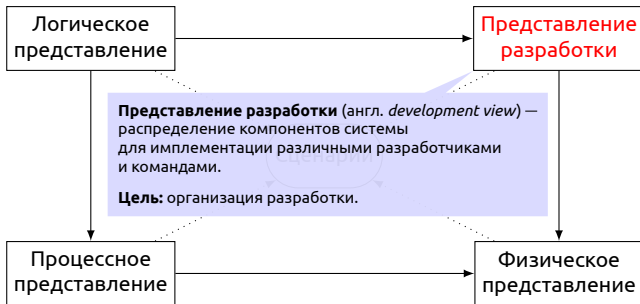 Логическое
представление
Представление
разработки
Представление разработки (англ. development view) —
распределение компонентов системы
для имплементации различными разработчиками
и командами.
Сценарии
Цель: организация разработки.
Процессное
представление
Физическое
представление